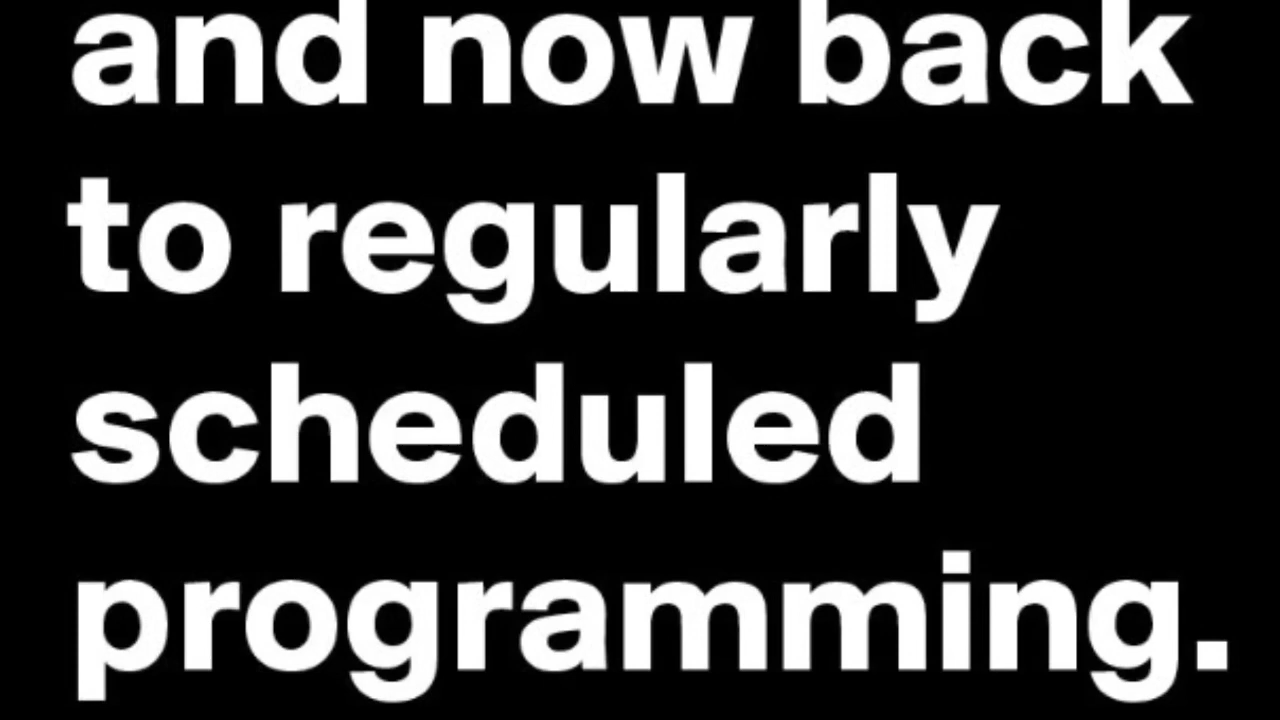 and now back
to regularly
scheduled
programming.